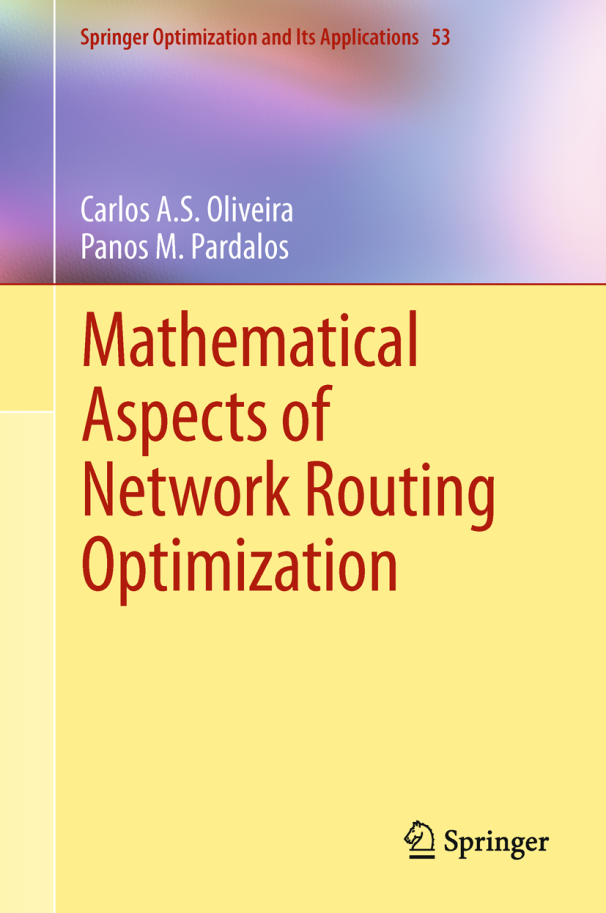 Springer Optimization and Its Applications 53
Carlos A.S. Oliveira
Panos M. Pardalos
Mathematical
Aspects of
Network Routing
Optimization
Springer